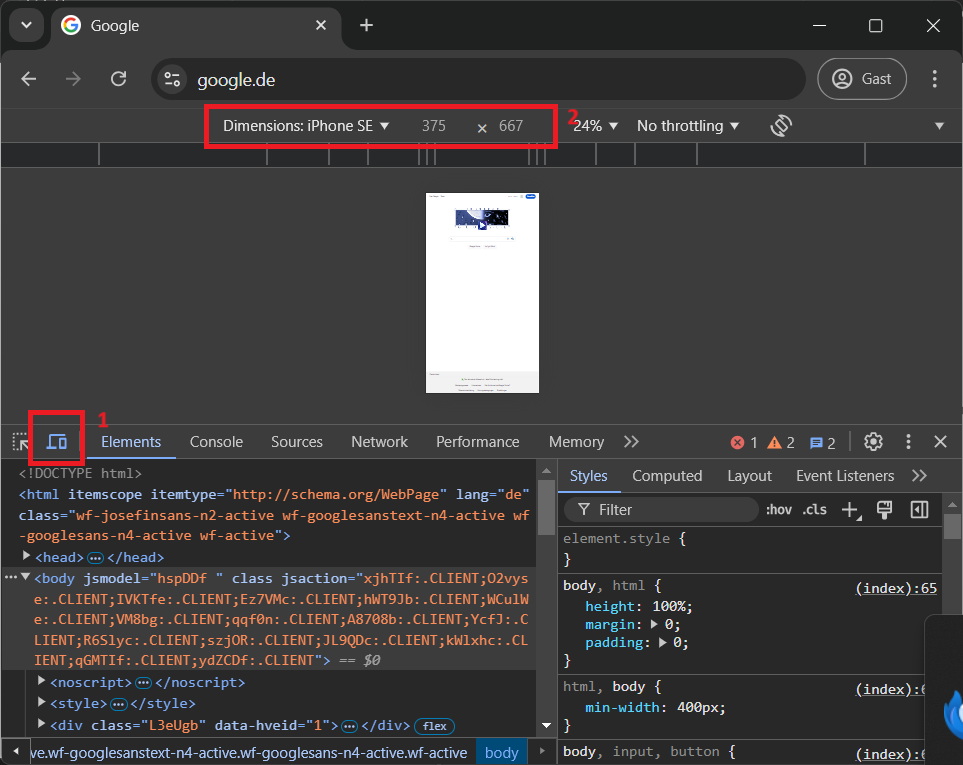 Google
google.de
Gast
Dimensions: iPhone SE 375 × 667 2 24% No throttling
1
Elements Console Sources Network Performance Memory 1 2 2
<!DOCTYPE html>
<html itemscope itemtype="http://schema.org/WebPage" lang="de"
class="wf-josefinsans-n2-active wf-googlesanstext-n4-active wf
-googlesans-n4-active wf-active">
<head> </head>
<body jsmodel="hspDDf " class jsaction="xjhTIf:.CLIENT;O2vys
e:.CLIENT;IVKTfe:.CLIENT;Ez7VMc:.CLIENT;hWT9Jb:.CLIENT;WCulW
e:.CLIENT;VM8bg:.CLIENT;qqf0n:.CLIENT;A8708b:.CLIENT;YcfJ:.C
LIENT;R6Slyc:.CLIENT;szjOR:.CLIENT;JL9QDc:.CLIENT;kWlxhc:.CL
IENT;qGMTIf:.CLIENT;ydZCDf:.CLIENT"> == $0
<noscript> </noscript>
<style> </style>
<div class="L3eUgb" data-hveid="1"> </div> flex
ve.wf-googlesanstext-n4-active.wf-googlesans-n4-active.wf-active body
Styles Computed Layout Event Listeners
Filter :hov .cls
element.style {
}
body, html { (index):65
height: 100%;
margin: 0;
padding: 0;
}
html, body { (index):
min-width: 400px;
}
body, input, button { (index):